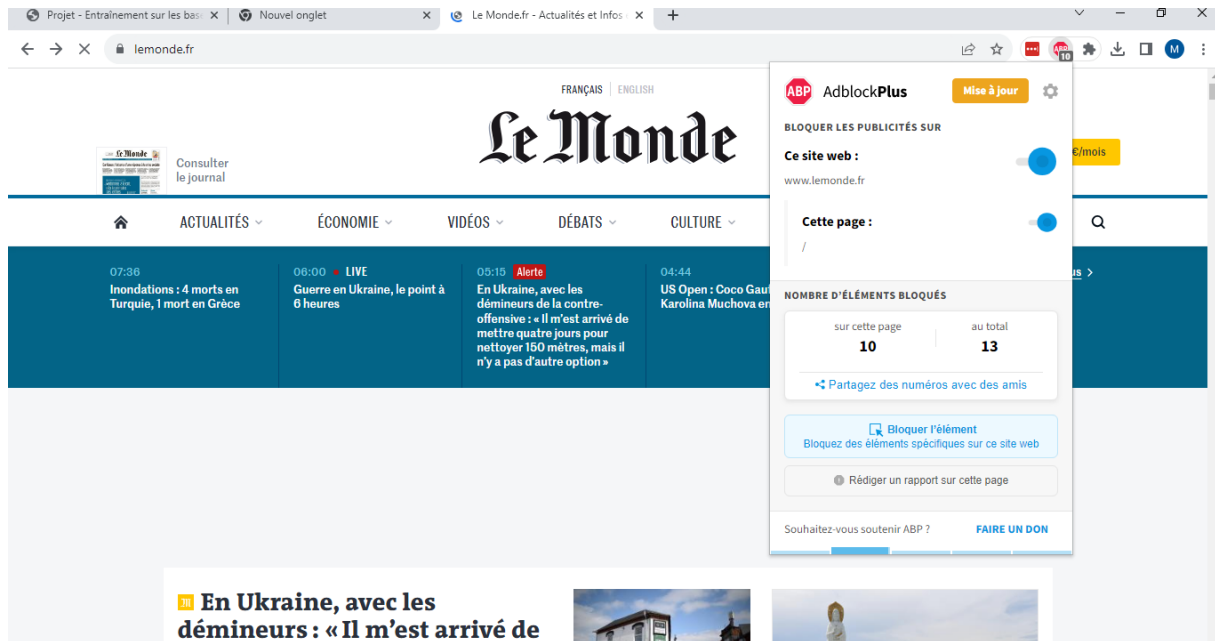 Projet - Entraînement sur les bas
Nouvel onglet
Le Monde.fr - Actualités et Infos
lemonde.fr
10
M
FRANÇAIS
ENGLISH
Le Monde
Le Monde
Consulter
le journal
€/mois
ACTUALITÉS
ÉCONOMIE
VIDÉOS
DÉBATS
CULTURE
07:36
Inondations : 4 morts en
Turquie, 1 mort en Grèce
06:00 LIVE
Guerre en Ukraine, le point à
6 heures
05:15 Alerte
En Ukraine, avec les
démineurs de la contre-
offensive : « Il m’est arrivé de
mettre quatre jours pour
nettoyer 150 mètres, mais il
n’y a pas d’autre option »
04:44
US Open : Coco
Karolina Muchova en
ABP
AdblockPlus
Mise à jour
BLOQUER LES PUBLICITÉS SUR
Ce site web :
www.lemonde.fr
Cette page :
/
NOMBRE D’ÉLÉMENTS BLOQUÉS
sur cette page
10
au total
13
Partagez des numéros avec des amis
Bloquer l’élément
Bloquez des éléments spécifiques sur ce site web
Rédiger un rapport sur cette page
Souhaitez-vous soutenir ABP ?
FAIRE UN DON
En Ukraine, avec les
démineurs : « Il m’est arrivé de